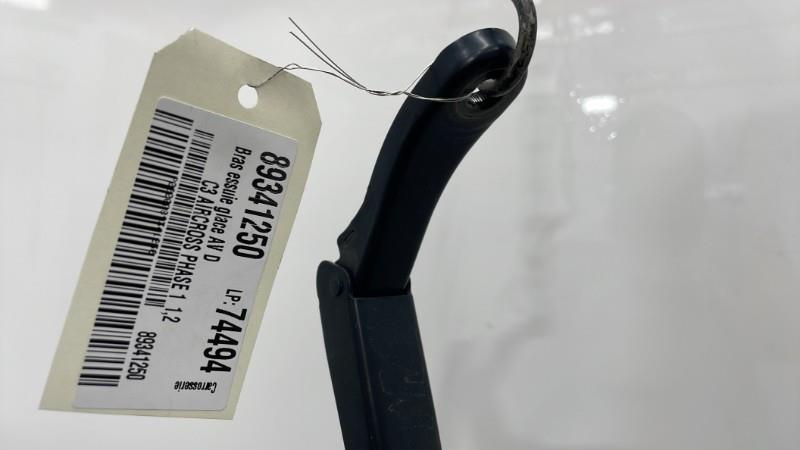 89341250
Bras essuie glace AV D
C3 AIRCROSS PHASE 1 1,2
LP: 74494
Carrosserie
89341250